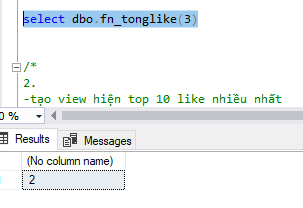 select dbo.fn_tonglike(3)
/*
2.
-tạo view hiện top 10 like nhiều nhất
0 %
Results Messages
(No column name)
2